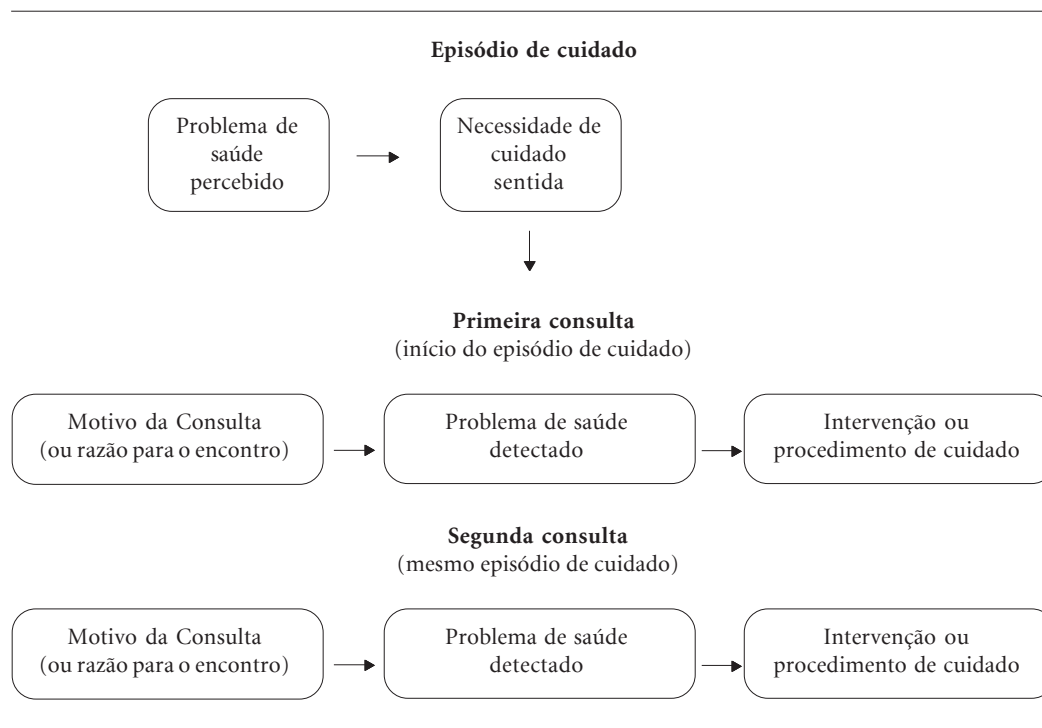 Episódio de cuidado
Problema de
saúde
percebido
Necessidade de
cuidado
sentida
Primeira consulta
(início do episódio de cuidado)
Motivo da Consulta
(ou razão para o encontro)
Problema de saúde
detectado
Intervenção ou
procedimento de cuidado
Segunda consulta
(mesmo episódio de cuidado)
Motivo da Consulta
(ou razão para o encontro)
Problema de saúde
detectado
Intervenção ou
procedimento de cuidado